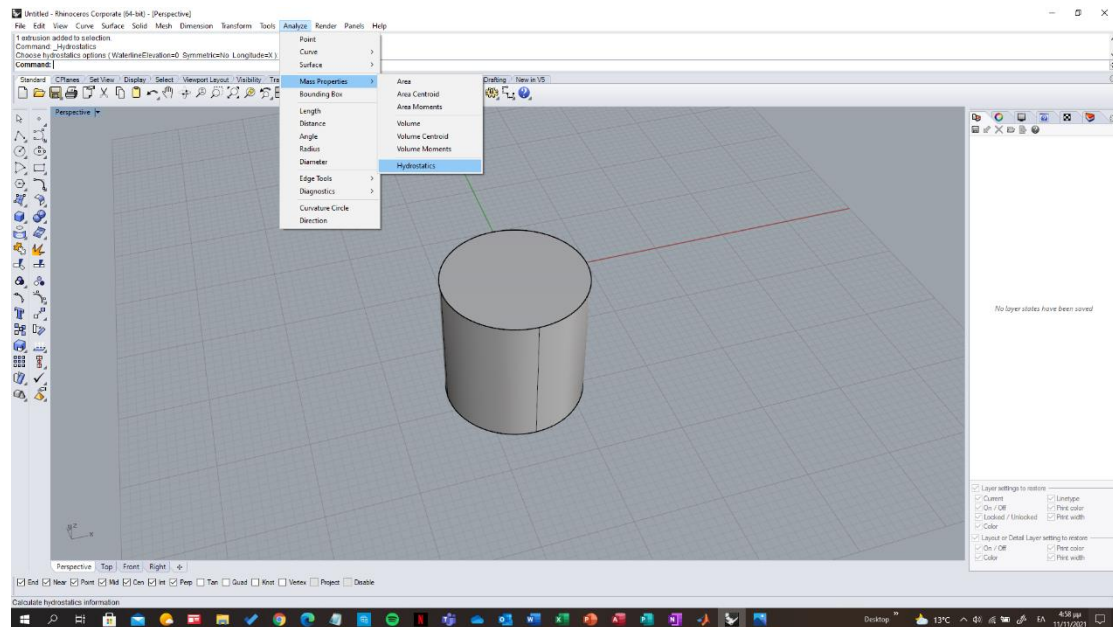 Untitled - Rhinoceros Corporate (64-bit) - [Perspective]
File Edit View Curve Surface Solid Mesh Dimension Transform Tools Analyze Render Panels Help
1 extrusion added to selection.
Command: _Hydrostatics
Choose hydrostatics options ( WaterlineElevation=0 Symmetric=No Longitude=X )
Command:
Standard CPlanes Set View Display Select Viewport Layout Visibility Tra
Drafting New in V5
Point
Curve
Surface
Mass Properties
Bounding Box
Length
Distance
Angle
Radius
Diameter
Edge Tools
Diagnostics
Curvature Circle
Direction
Area
Area Centroid
Area Moments
Volume
Volume Centroid
Volume Moments
Hydrostatics
Perspective
No layer states have been saved
Layer settings to restore
Current Linetype
On / Off Print color
Locked / Unlocked Print width
Color
Layout or Detail Layer setting to restore
On / Off Print color
Color Print width
z
x
Perspective Top Front Right
End Near Point Mid Cen Int Perp Tan Quad Knot Vertex Project Disable
Calculate hydrostatics information
Desktop 13°C ΕΛ 4:58 μμ
11/11/2021